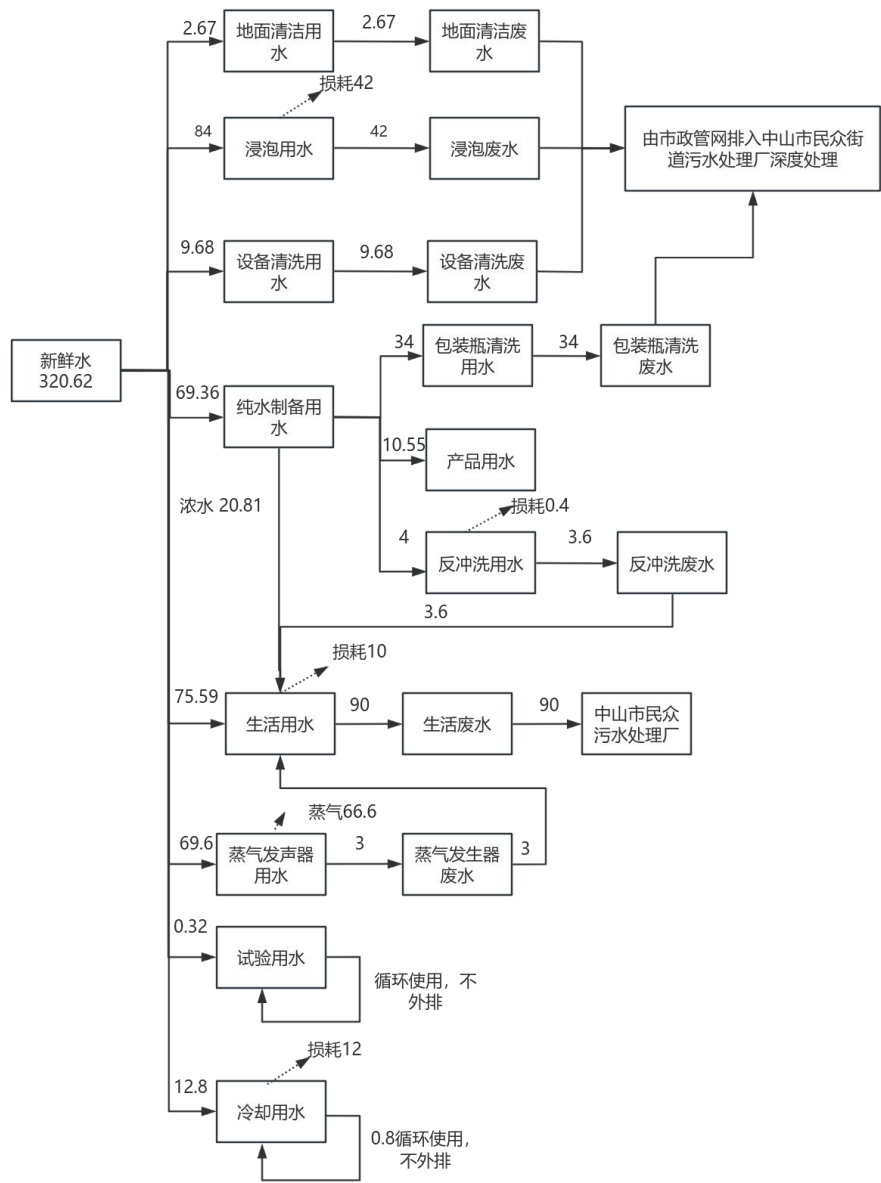 2.67
地面清洁用
水
2.67
地面清洁废
水
损耗42
84
浸泡用水
42
浸泡废水
由市政管网排入中山市民众街
道污水处理厂深度处理
9.68
设备清洗用
水
9.68
设备清洗废
水
新鲜水
320.62
34
包装瓶清洗
用水
34
包装瓶清洗
废水
69.36
纯水制备用
水
10.55
产品用水
浓水 20.81
损耗0.4
4
反冲洗用水
3.6
反冲洗废水
3.6
损耗10
75.59
生活用水
90
生活废水
90
中山市民众
污水处理厂
蒸气66.6
69.6
蒸气发声器
用水
3
蒸气发生器
废水
3
0.32
试验用水
循环使用，不
外排
损耗12
12.8
冷却用水
0.8循环使用，
不外排